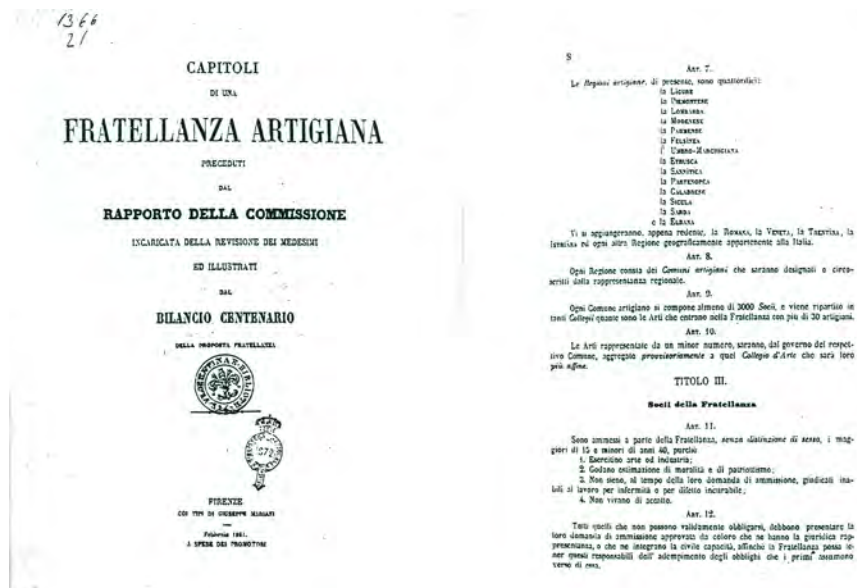 1366
21
CAPITOLI
DI UNA
FRATELLANZA ARTIGIANA
PRECEDUTI
DAL
RAPPORTO DELLA COMMISSIONE
INCARICATA DELLA REVISIONE DEI MEDESIMI
ED ILLUSTRATI
DAL
BILANCIO CENTENARIO
DELLA PROPOSTA FRATELLANZA
FIRENZE
COI TIPI DI GIUSEPPE MARIANI
Febbraio 1861.
A SPESE DEI PROMOTORI
8
ART. 7.
Le Regioni artigiane, di presente, sono quattordici:
la LIGURE
la PIEMONTESE
la LOMBARDA
la MODENESE
la PARMENSE
la FELSINEA
l' UMBRO-MARCHIGIANA
la ETRUSCA
la SANNITICA
la PARTENOPEA
la CALABRESE
la SICULA
la SARDA
e la ELBANA
Vi si aggiungeranno, appena redente, la ROMANA, la VENETA, la TRENTINA, la
ISTRIANA ed ogni altra Regione geograficamente appartenente alla Italia.
ART. 8.
Ogni Regione consta dei Comuni artigiani che saranno designati o circo-
scritti dalla rappresentanza regionale.
ART. 9.
Ogni Comune artigiano si compone almeno di 3000 Socii, e viene ripartito in
tanti Collegii quante sono le Arti che entrano nella Fratellanza con più di 30 artigiani.
ART. 10.
Le Arti rappresentate da un minor numero, saranno, dal governo del respet-
tivo Comune, aggregate provvisoriamente a quel Collegio d'Arte che sarà loro
più affine.
TITOLO III.
Socii della Fratellanza
ART. 11.
Sono ammessi a parte della Fratellanza, senza distinzione di sesso, i mag-
giori di 15 e minori di anni 40, purchè
1. Esercitino arte od industria;
2. Godano estimazione di moralità e di patriottismo;
3. Non sieno, al tempo della loro domanda di ammissione, giudicati ina-
bili al lavoro per infermità o per difetto incurabile;
4. Non vivano di accatto.
ART. 12.
Tutti quelli che non possono validamente obbligarsi, debbono presentare la
loro domanda di ammissione approvata da coloro che ne hanno la giuridica rap-
presentanza, o che ne integrano la civile capacità, affinchè la Fratellanza possa te-
ner questi responsabili dell' adempimento degli obblighi che i primi assumono
verso di essa.